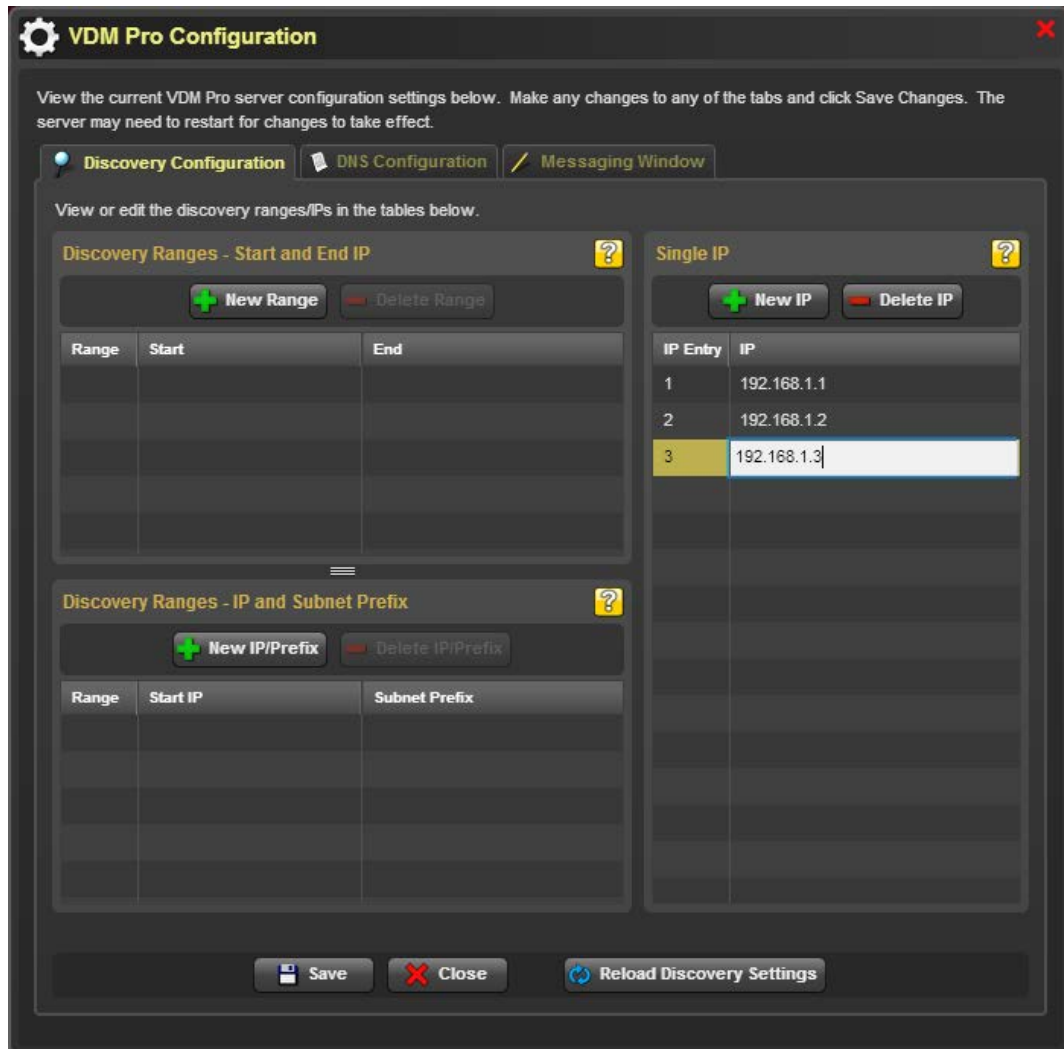 VDM Pro Configuration
View the current VDM Pro server configuration settings below. Make any changes to any of the tabs and click Save Changes. The
server may need to restart for changes to take effect.
Discovery Configuration
DNS Configuration
Messaging Window
View or edit the discovery ranges/IPs in the tables below.
Discovery Ranges - Start and End IP
?
New Range
Delete Range
Range Start End
Discovery Ranges - IP and Subnet Prefix
?
New IP/Prefix
Delete IP/Prefix
Range Start IP Subnet Prefix
Single IP
?
New IP
Delete IP
IP Entry IP
1 192.168.1.1
2 192.168.1.2
3 192.168.1.3
Save
Close
Reload Discovery Settings